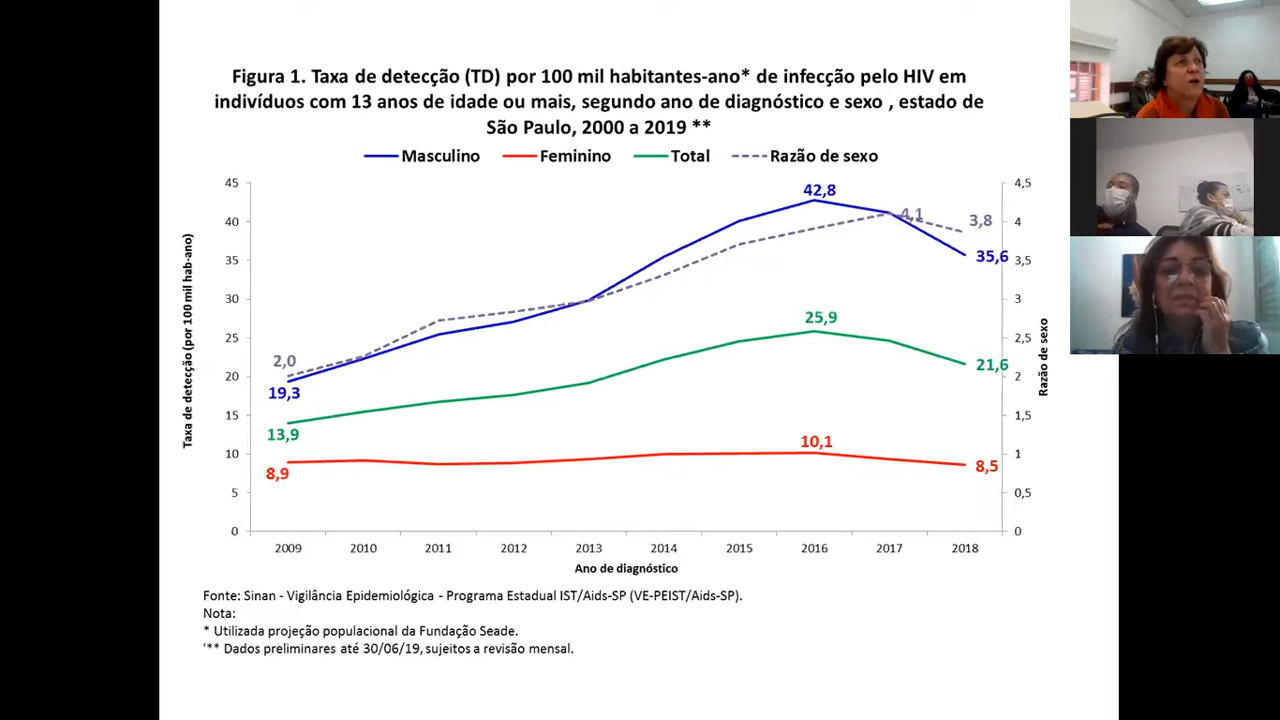 Figura 1. Taxa de detecção (TD) por 100 mil habitantes-ano* de infecção pelo HIV em
indivíduos com 13 anos de idade ou mais, segundo ano de diagnóstico e sexo , estado de
São Paulo, 2000 a 2019 **
Masculino Feminino Total Razão de sexo
45
40
35
30
25
20
15
10
5
0
Taxa de detecção (por 100 mil hab-ano)
42,8
4,1
3,8
35,6
2,0
19,3
25,9
21,6
13,9
10,1
8,9
8,5
4,5
4
3,5
3
2,5
2
1,5
1
0,5
0
Razão de sexo
2009 2010 2011 2012 2013 2014 2015 2016 2017 2018
Ano de diagnóstico
Fonte: Sinan - Vigilância Epidemiológica - Programa Estadual IST/Aids-SP (VE-PEIST/Aids-SP).
Nota:
* Utilizada projeção populacional da Fundação Seade.
'** Dados preliminares até 30/06/19, sujeitos a revisão mensal.